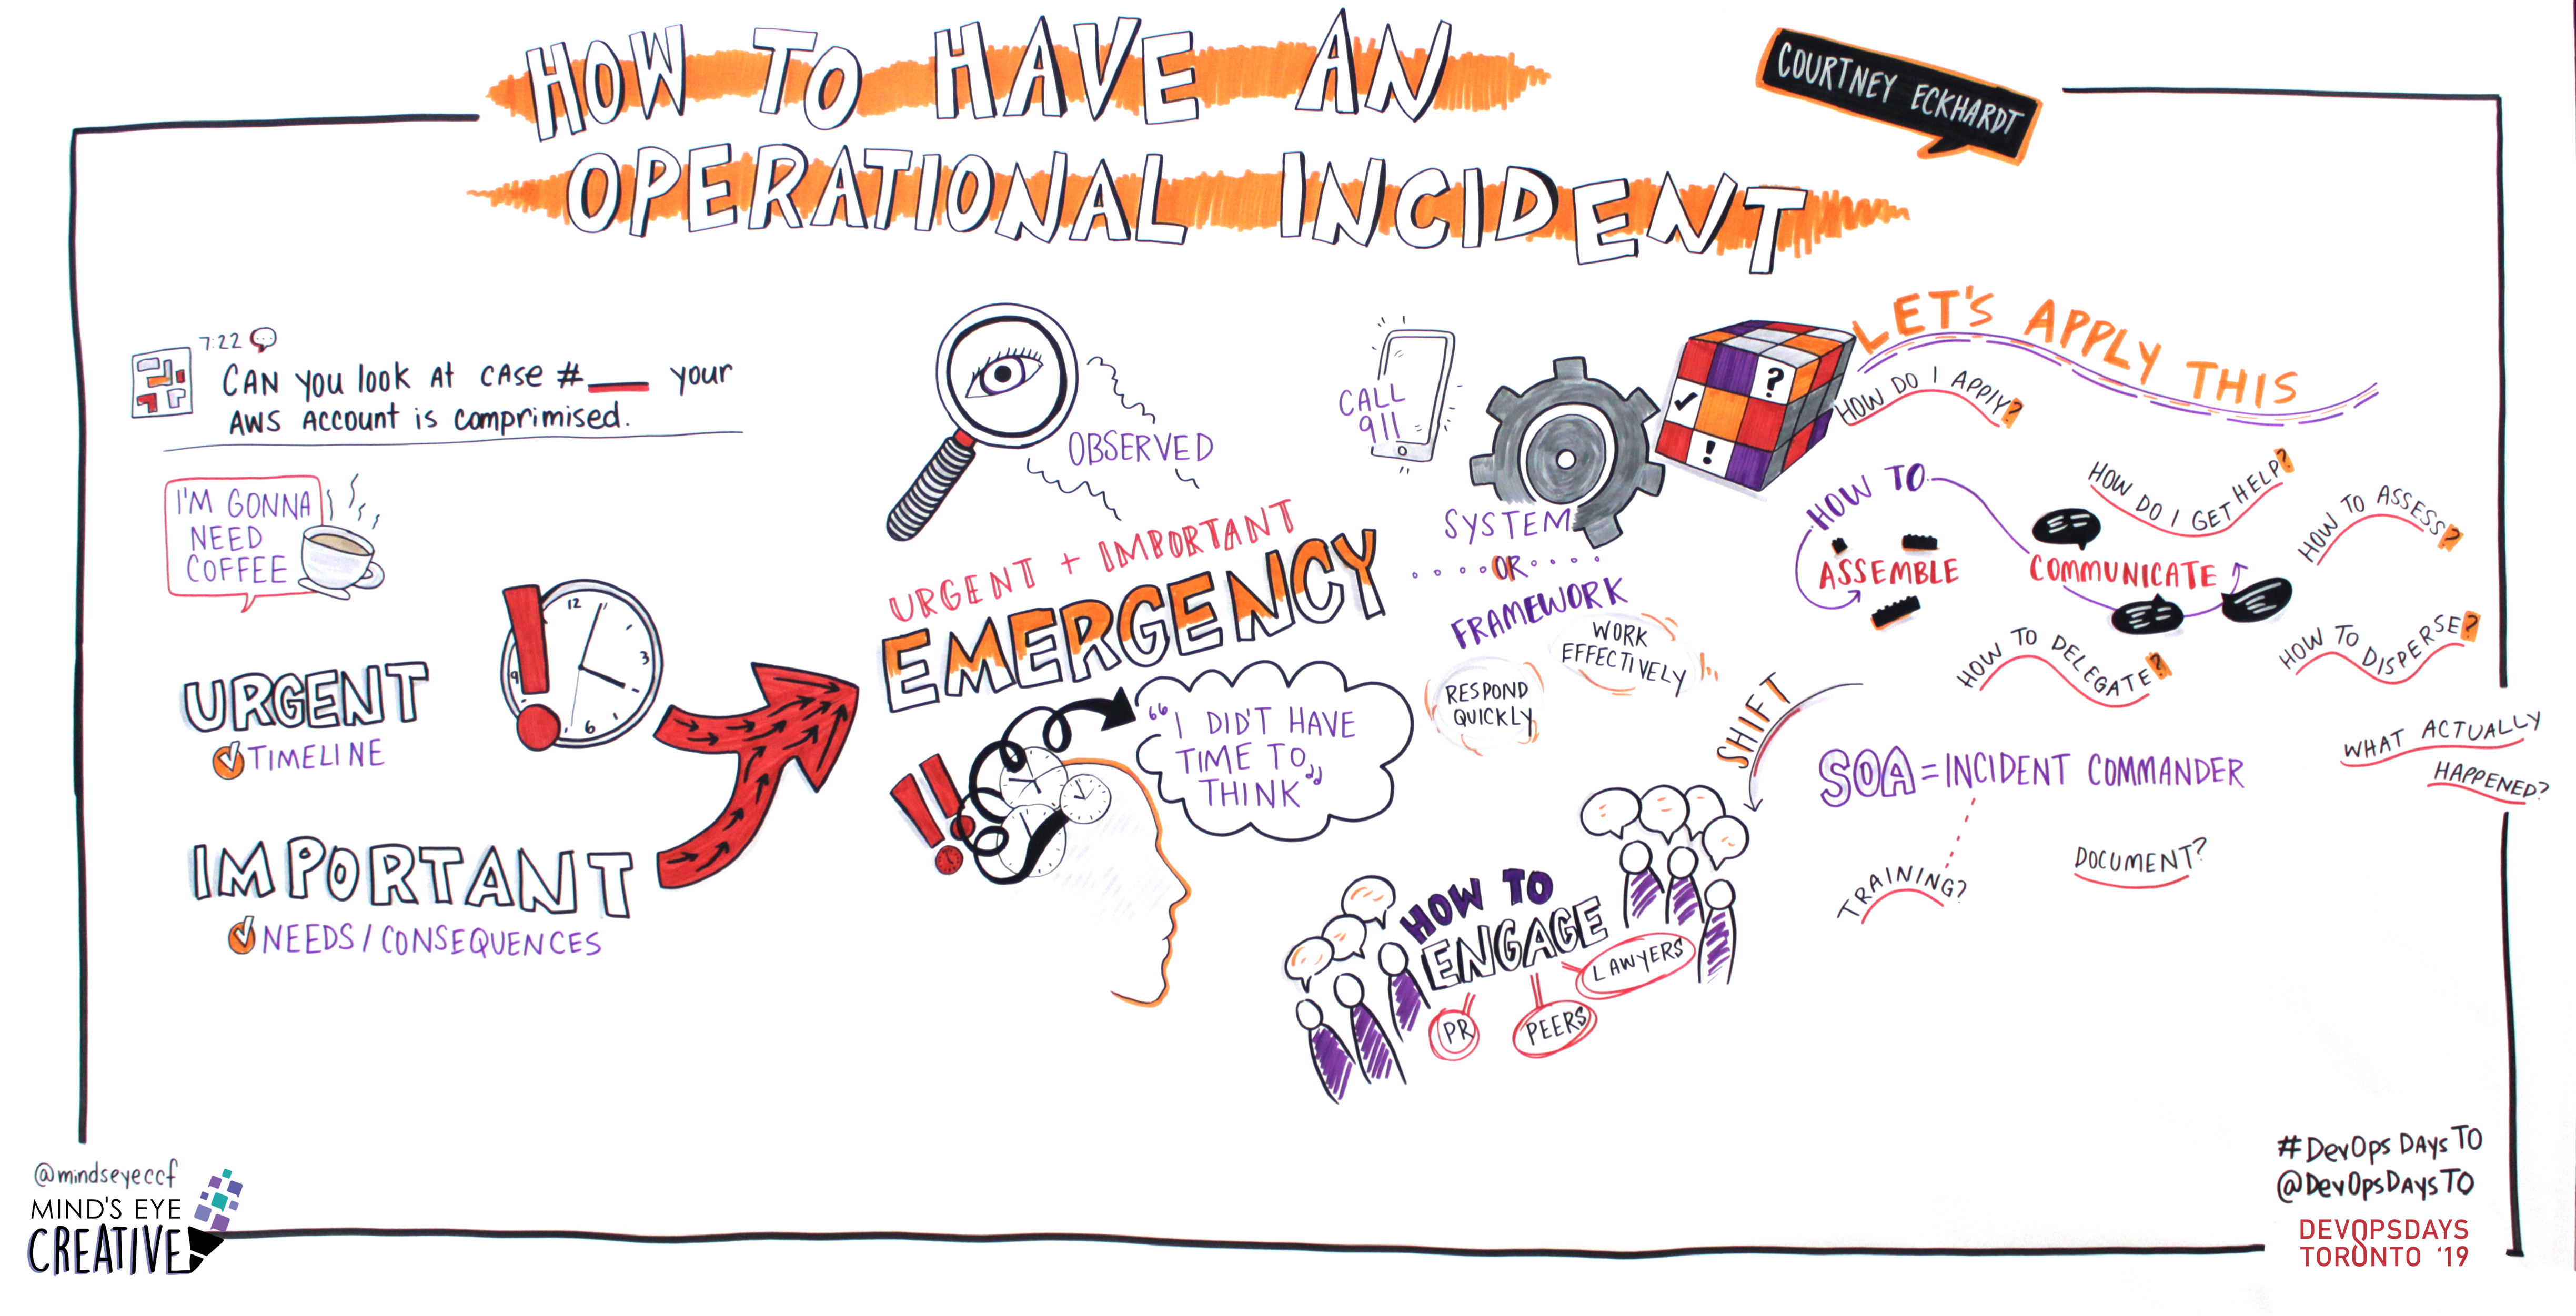 HOW TO HAVE AN
OPERATIONAL INCIDENT
COURTNEY ECKHARDT
7:22
CAN you look At CASE #___ your
AWS Account is comprimised.
I'M GONNA
NEED
COFFEE
12
3
6
9
URGENT
TIMELINE
IMPORTANT
NEEDS / CONSEQUENCES
OBSERVED
URGENT + IMPORTANT
EMERGENCY
"I DID'T HAVE
TIME TO
THINK"
CALL
911
SYSTEM
....OR....
FRAMEWORK
WORK
EFFECTIVELY
RESPOND
QUICKLY
?
!
SHIFT
HOW TO
ENGAGE
LAWYERS
PEERS
PR
LET'S APPLY THIS
HOW DO I APPLY?
HOW TO
ASSEMBLE
COMMUNICATE
HOW DO I GET HELP?
HOW TO ASSESS?
HOW TO DELEGATE?
HOW TO DISPERSE?
SOA = INCIDENT COMMANDER
WHAT ACTUALLY
HAPPENED?
TRAINING?
DOCUMENT?
@mindseyeccf
MIND'S EYE
CREATIVE
#DevOpsDaysTO
@DevOpsDaysTO
DEVOPSDAYS
TORONTO '19